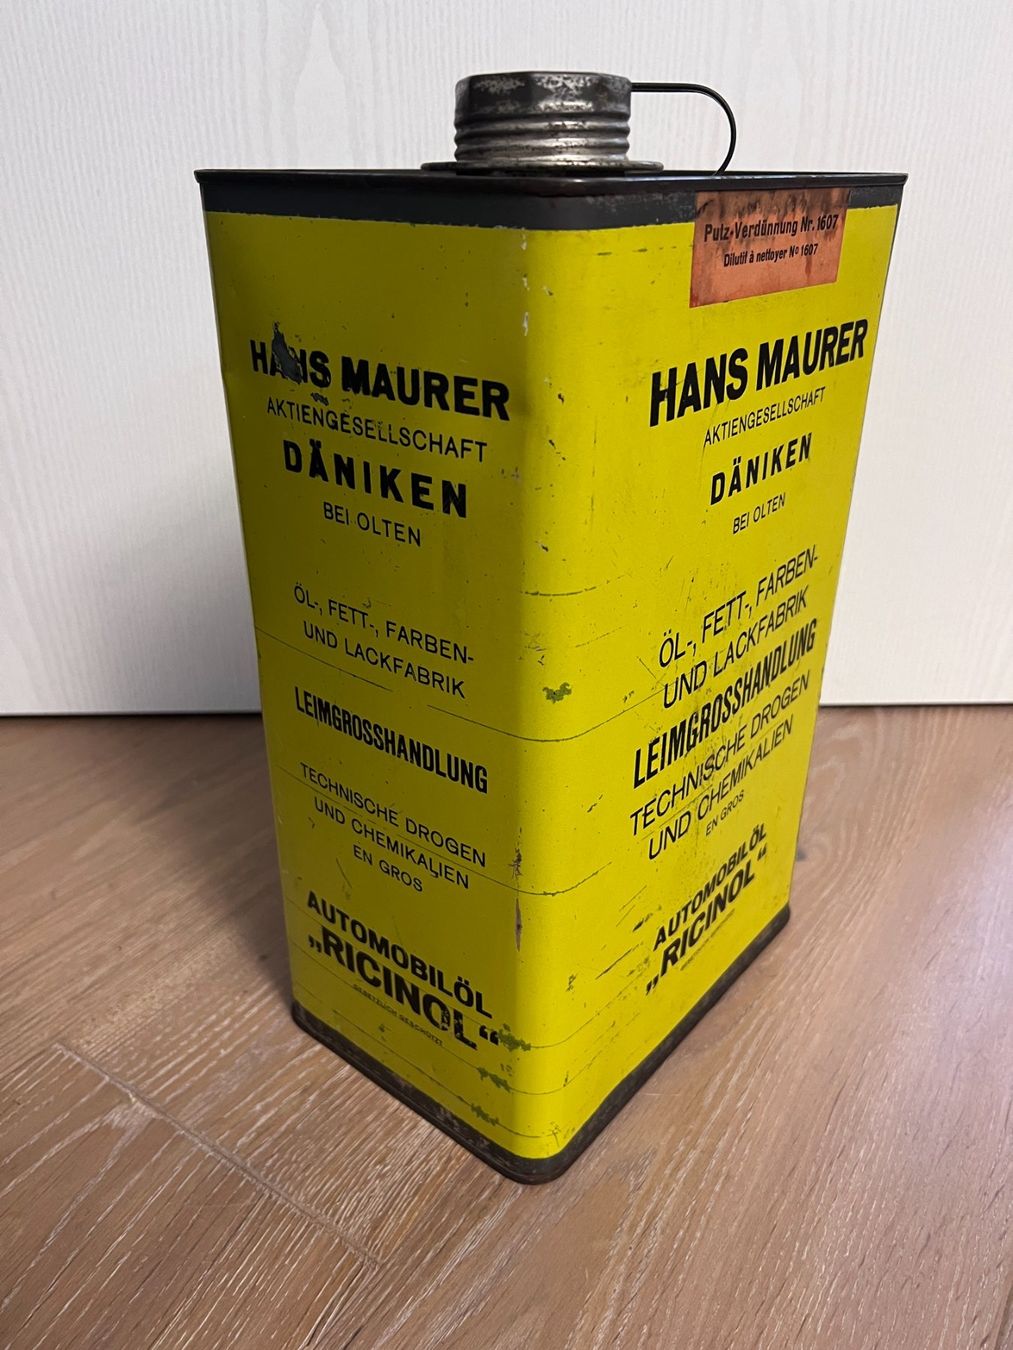 HANS MAURER
AKTIENGESELLSCHAFT
DÄNIKEN
BEI OLTEN
ÖL-, FETT-, FARBEN-
UND LACKFABRIK
LEIMGROSSHANDLUNG
TECHNISCHE DROGEN
UND CHEMIKALIEN
EN GROS
AUTOMOBILÖL
„RICINOL“
GESETZLICH GESCHÜTZT
Putz-Verdünnung Nr. 1607
Dilutif à nettoyer No 1607
HANS MAURER
AKTIENGESELLSCHAFT
DÄNIKEN
BEI OLTEN
ÖL-, FETT-, FARBEN-
UND LACKFABRIK
LEIMGROSSHANDLUNG
TECHNISCHE DROGEN
UND CHEMIKALIEN
EN GROS
AUTOMOBILÖL
„RICINOL“